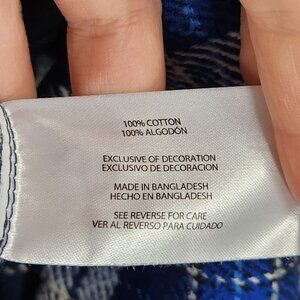 100% COTTON
100% ALGODÓN
EXCLUSIVE OF DECORATION
EXCLUSIVO DE DECORACION
MADE IN BANGLADESH
HECHO EN BANGLADESH
SEE REVERSE FOR CARE
VER AL REVERSO PARA CUIDADO